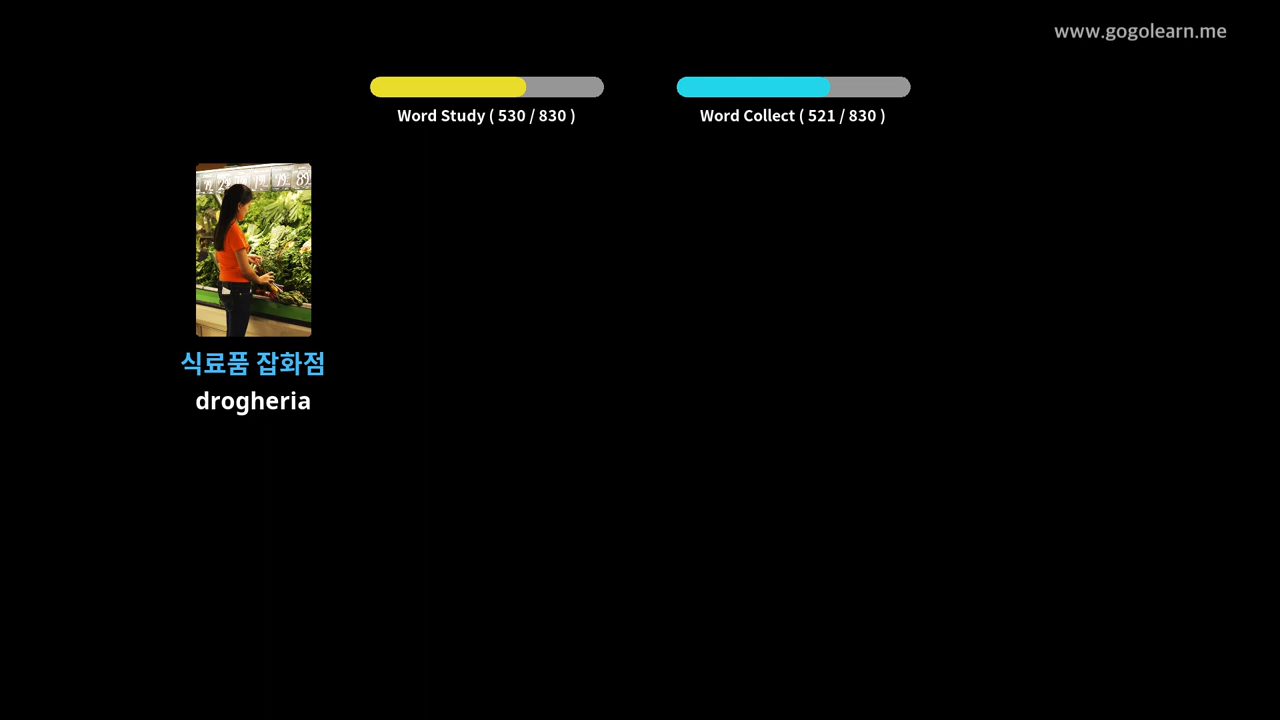 www.gogolearn.me
Word Study ( 530 / 830 )
Word Collect ( 521 / 830 )
식료품 잡화점
drogheria